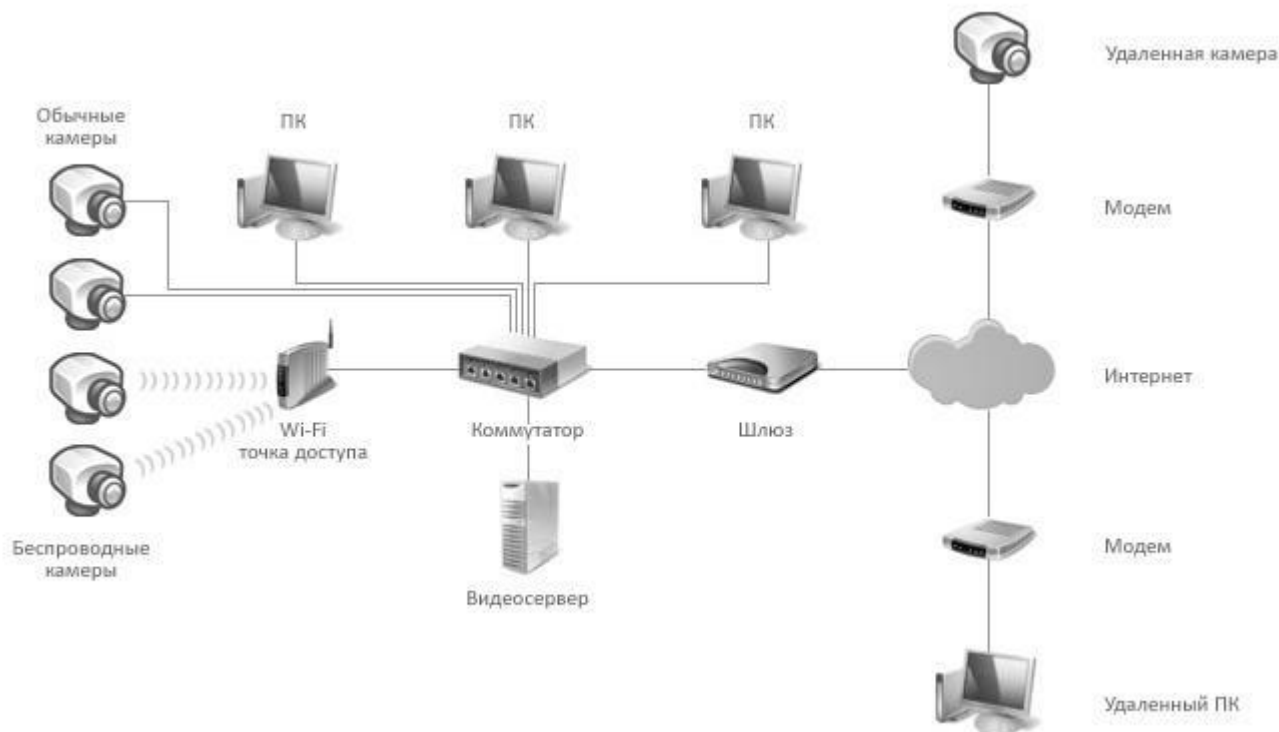 Удаленная камера
Обычные
камеры
ПК
ПК
ПК
Модем
Интернет
Wi-Fi
точка доступа
Коммутатор
Шлюз
Беспроводные
камеры
Модем
Видеосервер
Удаленный ПК